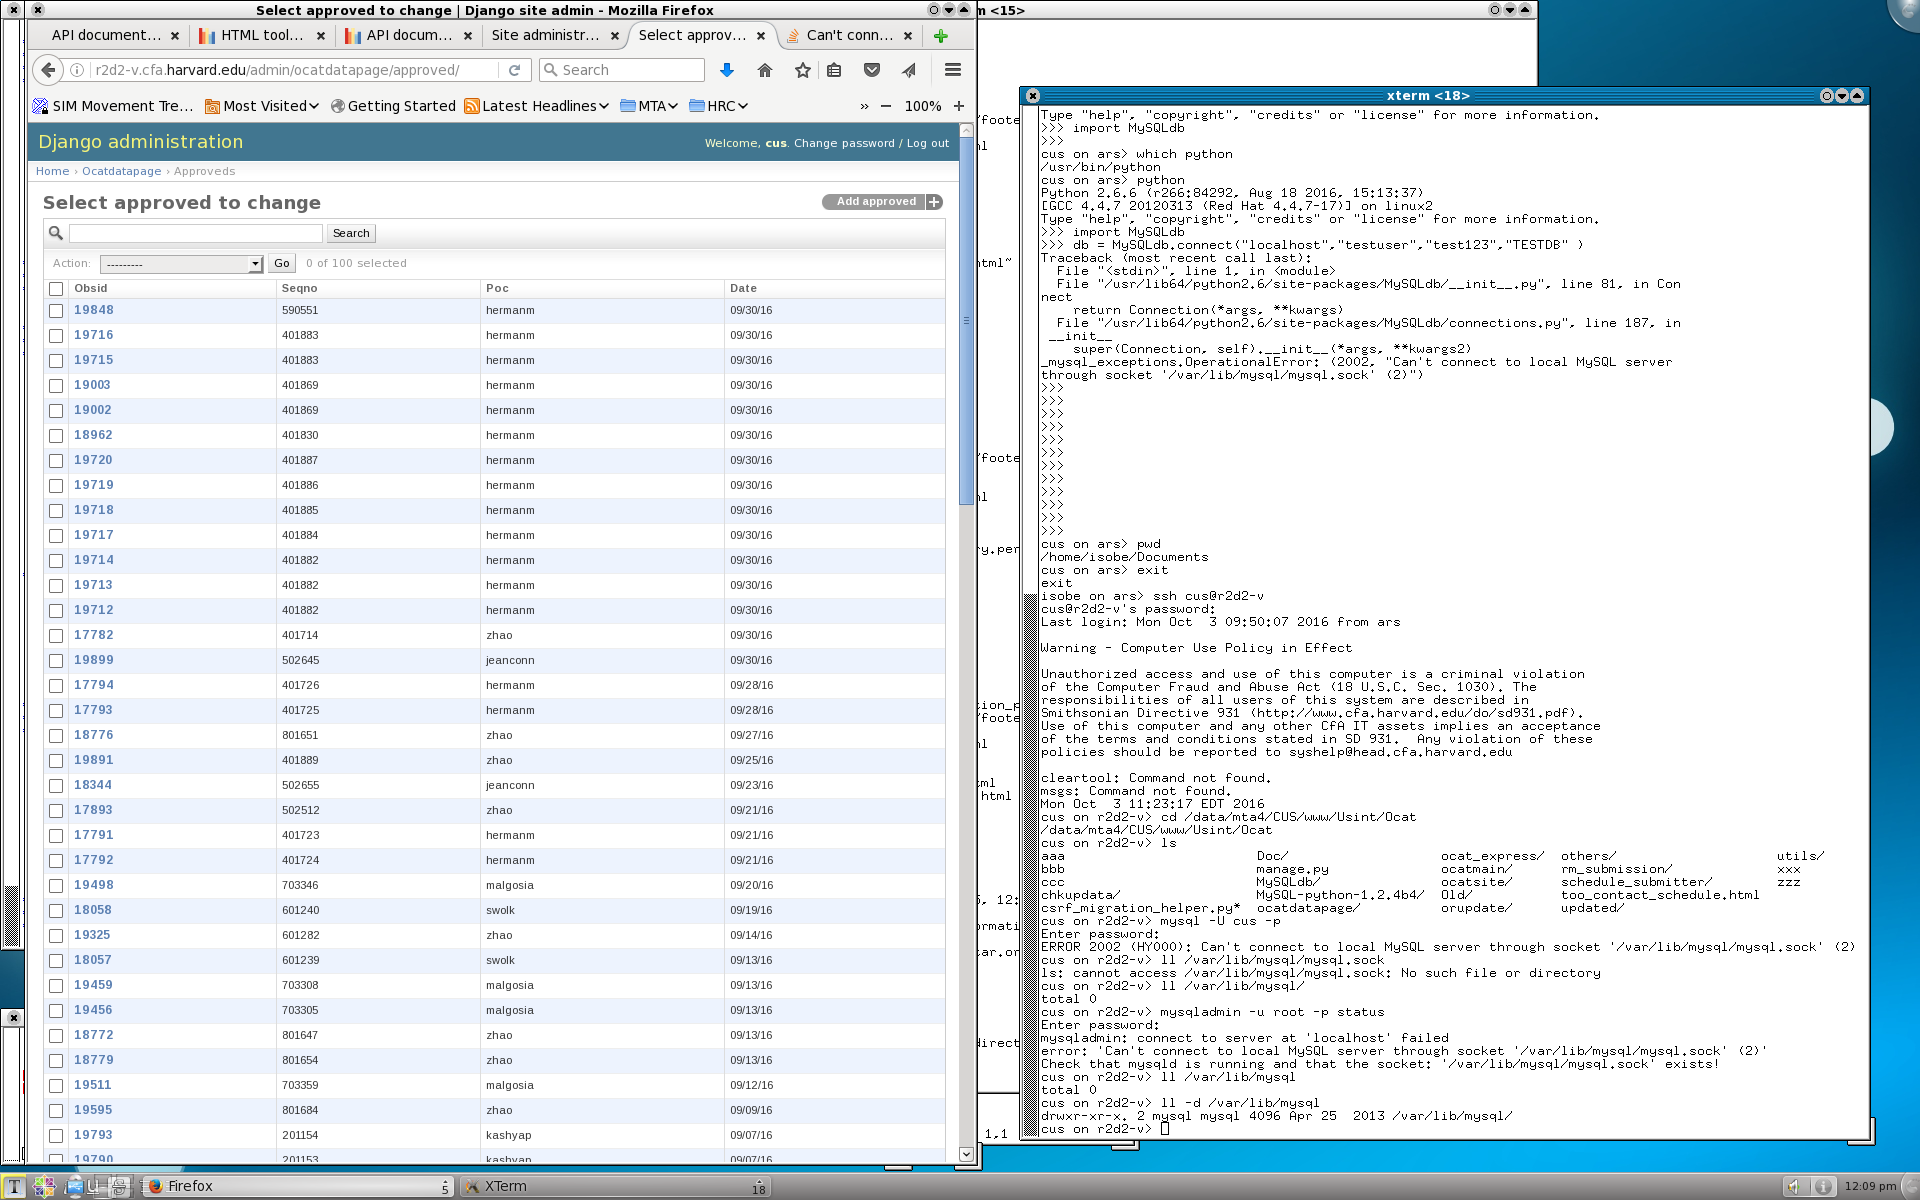 Select approved to change | Django site admin - Mozilla Firefox
m <15>
API document...
HTML tool...
API docum...
Site administr...
Select approv...
Can't conn...
r2d2-v.cfa.harvard.edu/admin/ocatdatapage/approved/
Search
SIM Movement Tre...
Most Visited
Getting Started
Latest Headlines
MTA
HRC
»
100%
Django administration
Welcome, cus. Change password / Log out
Home › Ocatdatapage › Approveds
Select approved to change
Add approved
Search
Action:
---------
Go
0 of 100 selected
Obsid Seqno Poc Date
19848 590551 hermanm 09/30/16
19716 401883 hermanm 09/30/16
19715 401883 hermanm 09/30/16
19003 401869 hermanm 09/30/16
19002 401869 hermanm 09/30/16
18962 401830 hermanm 09/30/16
19720 401887 hermanm 09/30/16
19719 401886 hermanm 09/30/16
19718 401885 hermanm 09/30/16
19717 401884 hermanm 09/30/16
19714 401882 hermanm 09/30/16
19713 401882 hermanm 09/30/16
19712 401882 hermanm 09/30/16
17782 401714 zhao 09/30/16
19899 502645 jeanconn 09/30/16
17794 401726 hermanm 09/28/16
17793 401725 hermanm 09/28/16
18776 801651 zhao 09/27/16
19891 401889 zhao 09/25/16
18344 502655 jeanconn 09/23/16
17893 502512 zhao 09/21/16
17791 401723 hermanm 09/21/16
17792 401724 hermanm 09/21/16
19498 703346 malgosia 09/20/16
18058 601240 swolk 09/19/16
19325 601282 zhao 09/14/16
18057 601239 swolk 09/13/16
19459 703308 malgosia 09/13/16
19456 703305 malgosia 09/13/16
18772 801647 zhao 09/13/16
18779 801654 zhao 09/13/16
19511 703359 malgosia 09/12/16
19595 801684 zhao 09/09/16
19793 201154 kashyap 09/07/16
19790 201153 kashyap 09/07/16
/foote
nl
html~
/foote
nl
y.per
tion_p
/foote
nl
tml
html
, 12:
ormati
tar.or
direct
1,1
xterm <18>
Type "help", "copyright", "credits" or "license" for more information.
>>> import MySQLdb
>>>
cus on ars> which python
/usr/bin/python
cus on ars> python
Python 2.6.6 (r266:84292, Aug 18 2016, 15:13:37)
[GCC 4.4.7 20120313 (Red Hat 4.4.7-17)] on linux2
Type "help", "copyright", "credits" or "license" for more information.
>>> import MySQLdb
>>> db = MySQLdb.connect("localhost","testuser","test123","TESTDB" )
Traceback (most recent call last):
File "<stdin>", line 1, in <module>
File "/usr/lib64/python2.6/site-packages/MySQLdb/__init__.py", line 81, in Con
nect
return Connection(*args, **kwargs)
File "/usr/lib64/python2.6/site-packages/MySQLdb/connections.py", line 187, in
__init__
super(Connection, self).__init__(*args, **kwargs2)
_mysql_exceptions.OperationalError: (2002, "Can't connect to local MySQL server
through socket '/var/lib/mysql/mysql.sock' (2)")
>>>
>>>
>>>
>>>
>>>
>>>
>>>
>>>
>>>
>>>
>>>
>>>
cus on ars> pwd
/home/isobe/Documents
cus on ars> exit
exit
isobe on ars> ssh cus@r2d2-v
cus@r2d2-v's password:
Last login: Mon Oct  3 09:50:07 2016 from ars
Warning - Computer Use Policy in Effect
Unauthorized access and use of this computer is a criminal violation
of the Computer Fraud and Abuse Act (18 U.S.C. Sec. 1030). The
responsibilities of all users of this system are described in
Smithsonian Directive 931 (http://www.cfa.harvard.edu/do/sd931.pdf).
Use of this computer and any other CfA IT assets implies an acceptance
of the terms and conditions stated in SD 931.  Any violation of these
policies should be reported to syshelp@head.cfa.harvard.edu
cleartool: Command not found.
msgs: Command not found.
Mon Oct  3 11:23:17 EDT 2016
cus on r2d2-v> cd /data/mta4/CUS/www/Usint/Ocat
/data/mta4/CUS/www/Usint/Ocat
cus on r2d2-v> ls
aaa Doc/ ocat_express/ others/ utils/
bbb manage.py ocatmain/ rm_submission/ xxx
ccc MySQLdb/ ocatsite/ schedule_submitter/ zzz
chkupdata/ MySQL-python-1.2.4b4/ Old/ too_contact_schedule.html
csrf_migration_helper.py* ocatdatapage/ orupdate/ updated/
cus on r2d2-v> mysql -U cus -p
Enter password:
ERROR 2002 (HY000): Can't connect to local MySQL server through socket '/var/lib/mysql/mysql.sock' (2)
cus on r2d2-v> ll /var/lib/mysql/mysql.sock
ls: cannot access /var/lib/mysql/mysql.sock: No such file or directory
cus on r2d2-v> ll /var/lib/mysql/
total 0
cus on r2d2-v> mysqladmin -u root -p status
Enter password:
mysqladmin: connect to server at 'localhost' failed
error: 'Can't connect to local MySQL server through socket '/var/lib/mysql/mysql.sock' (2)'
Check that mysqld is running and that the socket: '/var/lib/mysql/mysql.sock' exists!
cus on r2d2-v> ll /var/lib/mysql
total 0
cus on r2d2-v> ll -d /var/lib/mysql
drwxr-xr-x. 2 mysql mysql 4096 Apr 25  2013 /var/lib/mysql/
cus on r2d2-v>
Firefox 5
XTerm 18
12:09 pm